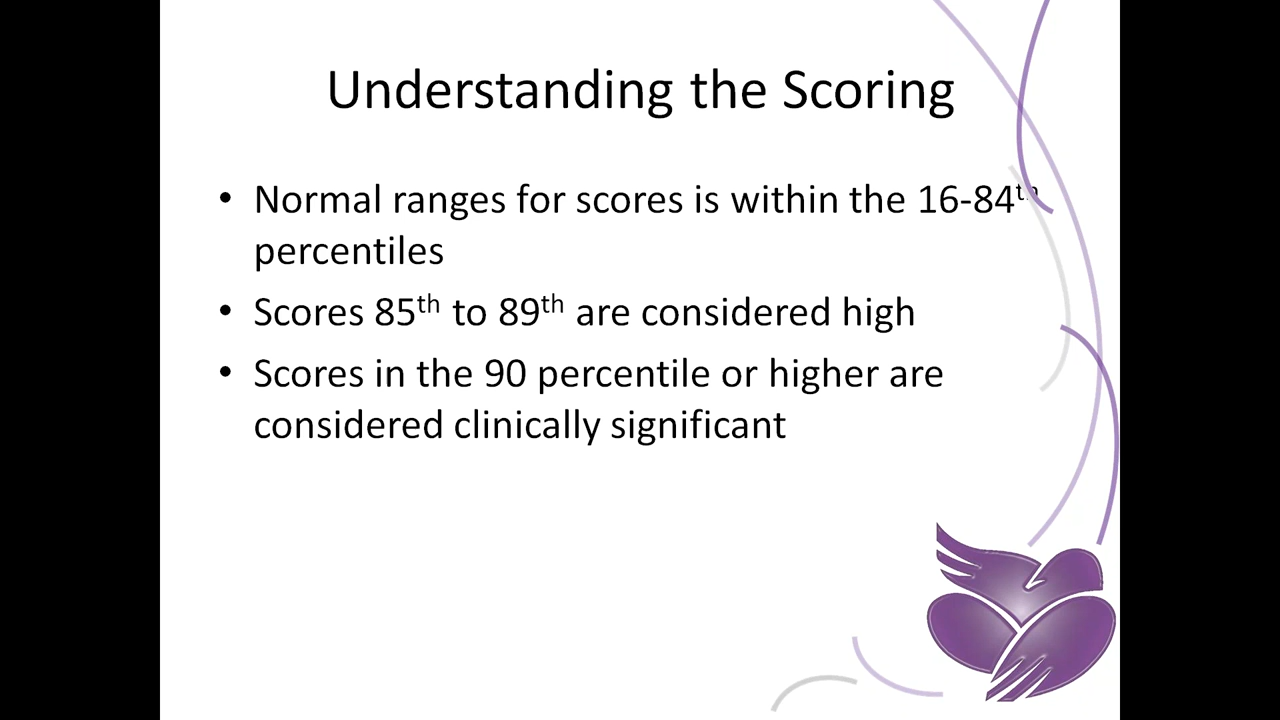 Understanding the Scoring
• Normal ranges for scores is within the 16-84th
percentiles
• Scores 85th to 89th are considered high
• Scores in the 90 percentile or higher are
considered clinically significant